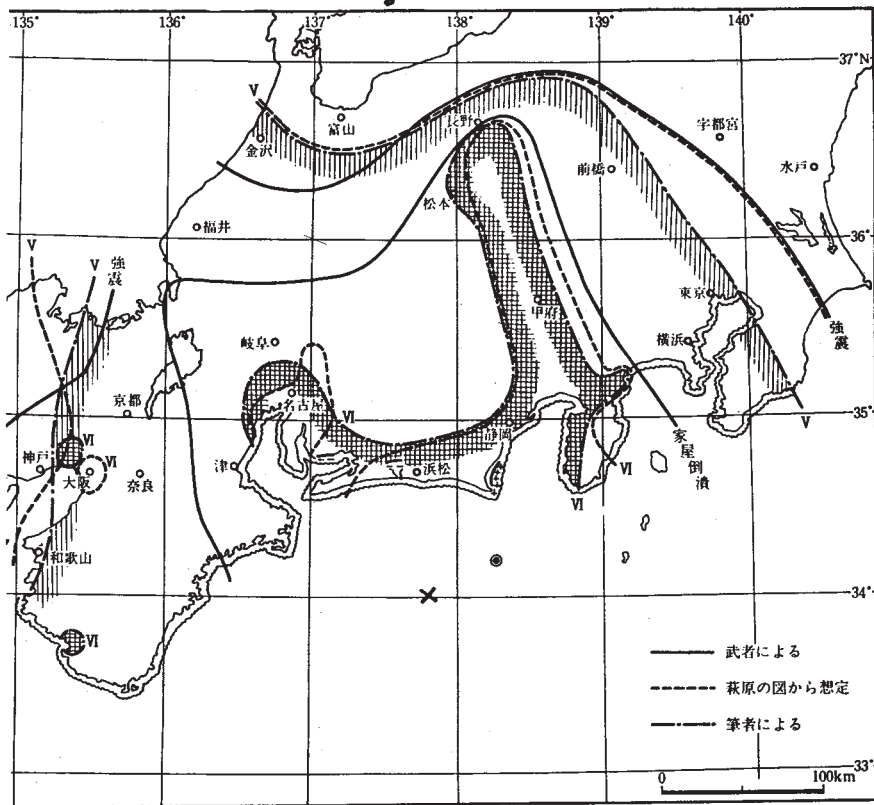 135°
136°
137°
138°
139°
140°
37°N
V
富山
金沢
長野
宇都宮
前橋
水戸
松本
福井
V
V
強震
東京
甲府
横浜
強震
岐阜
京都
名古屋
VI
35°
V
静岡
家屋倒潰
神戸
VI
VI
大阪
奈良
津
浜松
VI
VI
和歌山
34°
VI
武者による
萩原の図から想定
筆者による
33°
0
100km